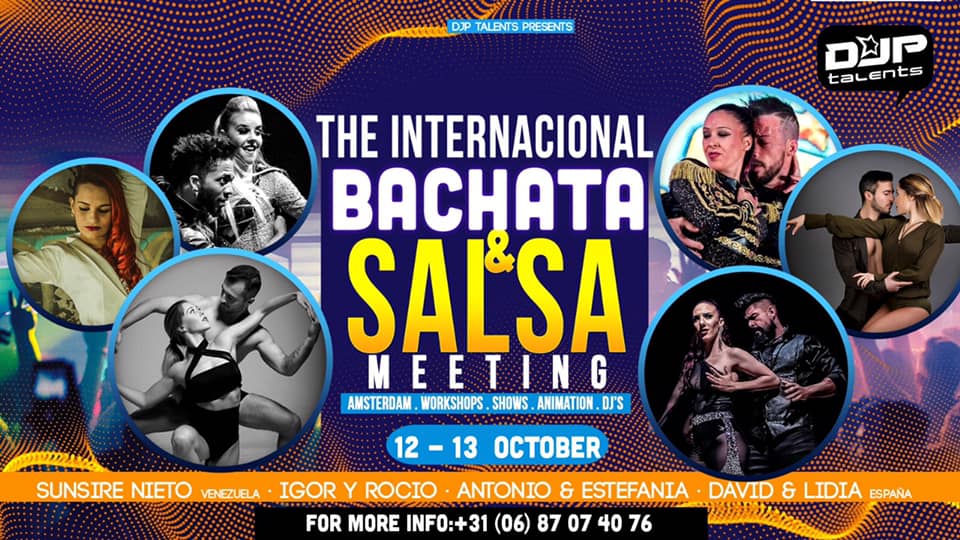 DJP TALENTS PRESENTS
DJP
talents
THE INTERNACIONAL
BACHATA
&
SALSA
MEETING
AMSTERDAM . WORKSHOPS . SHOWS . ANIMATION . DJ'S
12 - 13 OCTOBER
SUNSIRE NIETO VENEZUELA · IGOR Y ROCIO · ANTONIO & ESTEFANIA · DAVID & LIDIA ESPAÑA
FOR MORE INFO:+31 (06) 87 07 40 76